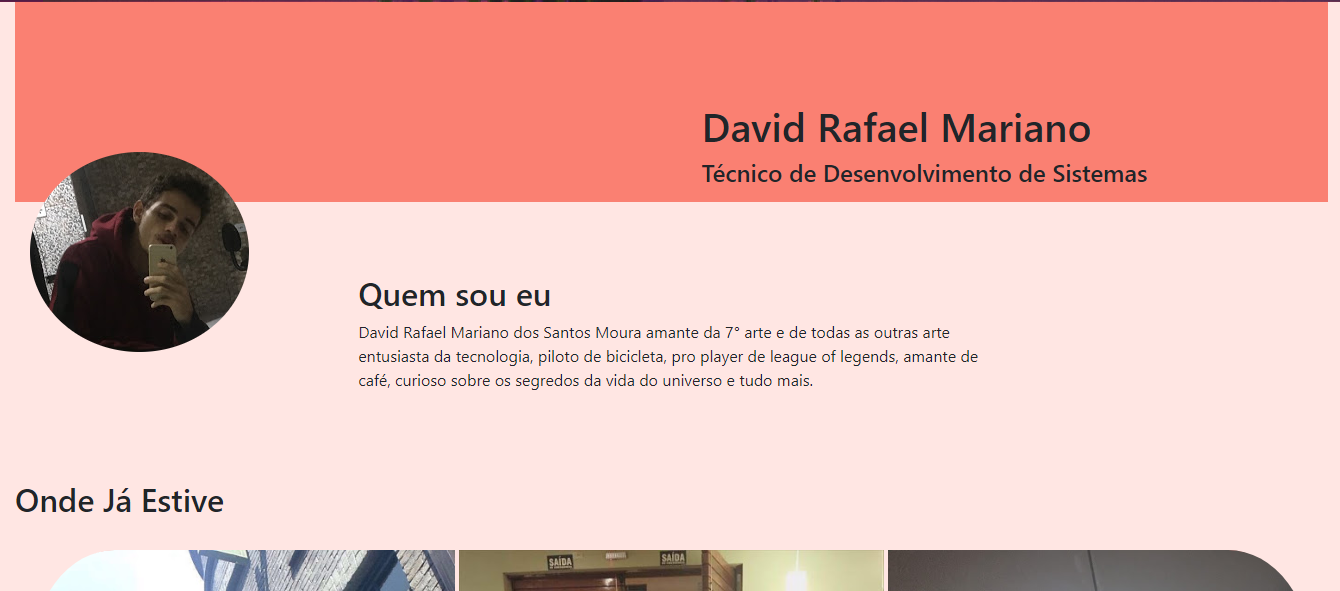 David Rafael Mariano
Técnico de Desenvolvimento de Sistemas
Quem sou eu
David Rafael Mariano dos Santos Moura amante da 7° arte e de todas as outras arte
entusiasta da tecnologia, piloto de bicicleta, pro player de league of legends, amante de
café, curioso sobre os segredos da vida do universo e tudo mais.
Onde Já Estive
SAÍDA
SAÍDA